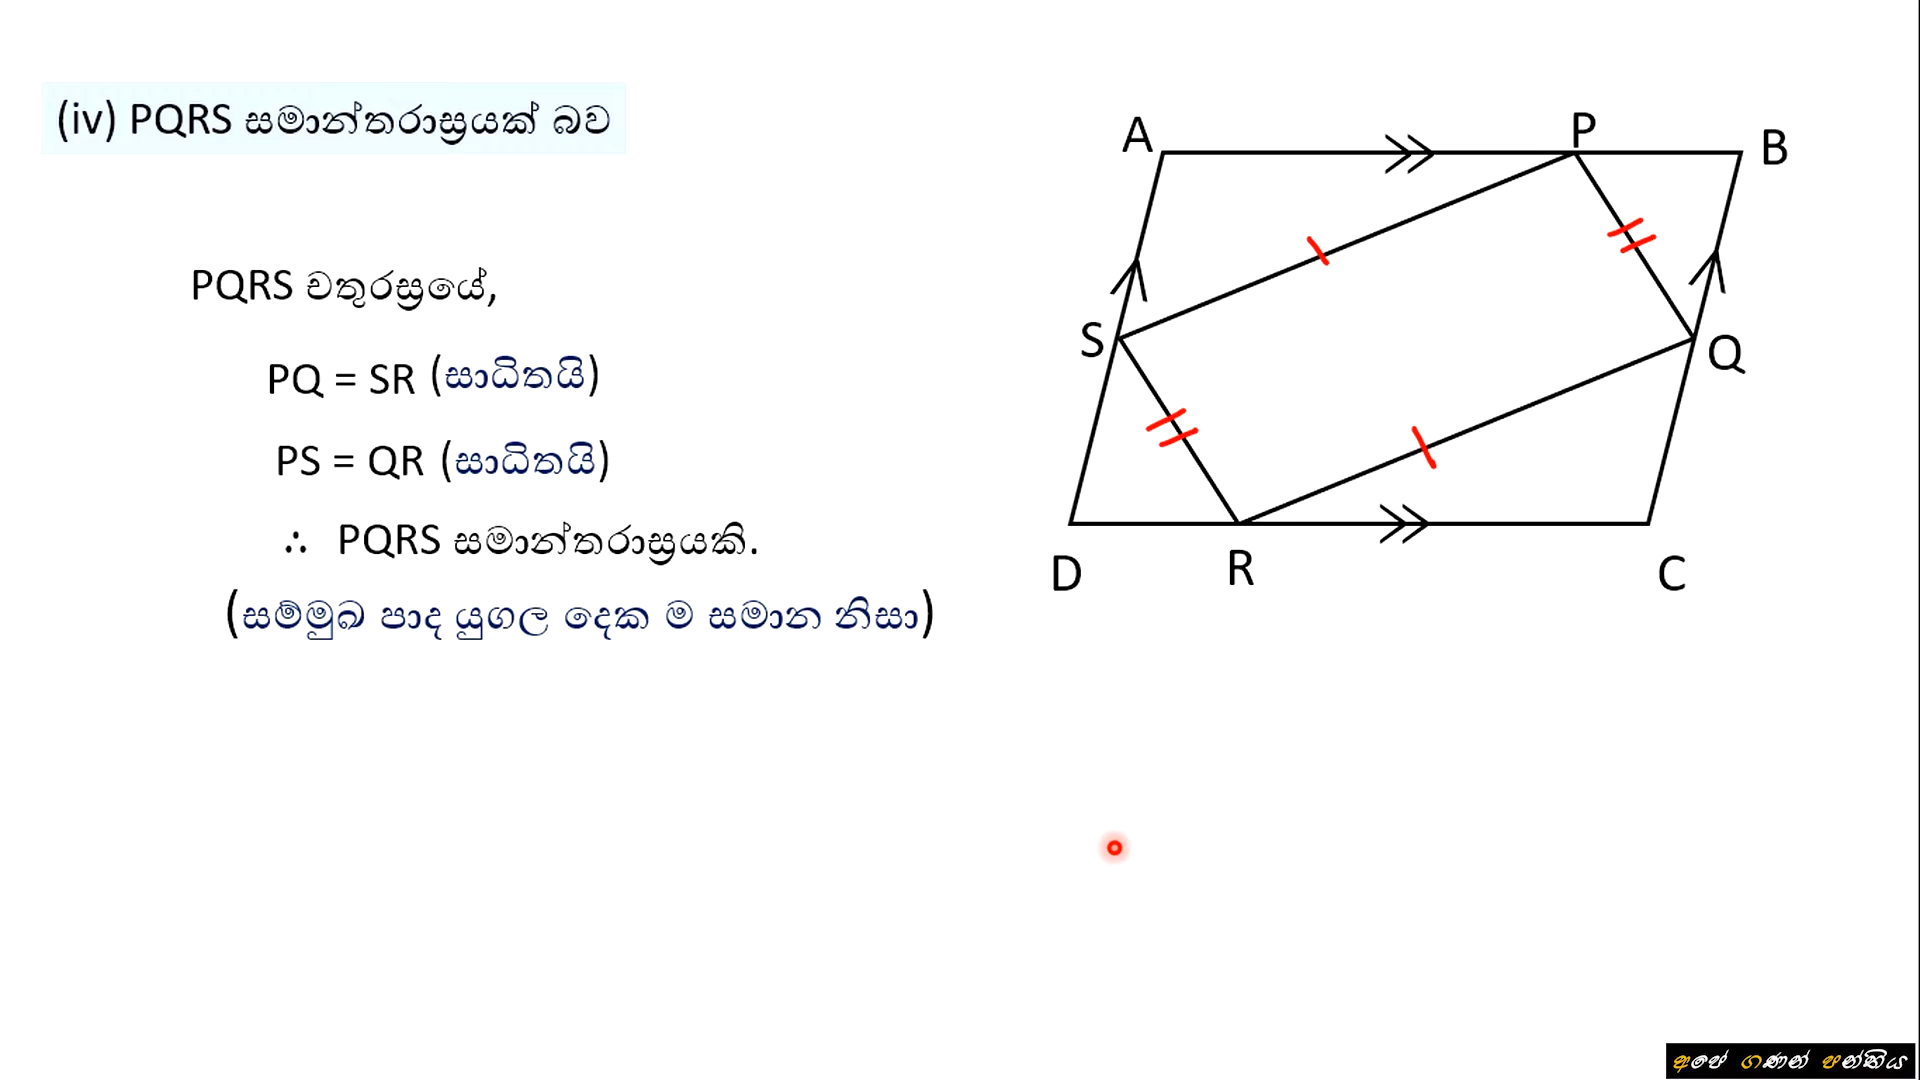 (iv) PQRS සමාන්තරාස්‍රයක් බව
PQRS චතුරස්‍රයේ,
PQ = SR (සාධිතයි)
PS = QR (සාධිතයි)
∴ PQRS සමාන්තරාස්‍රයකි.
(සම්මුඛ පාද යුගල දෙක ම සමාන නිසා)
A
P
B
S
Q
D
R
C
අපේ ගණන් පන්තිය